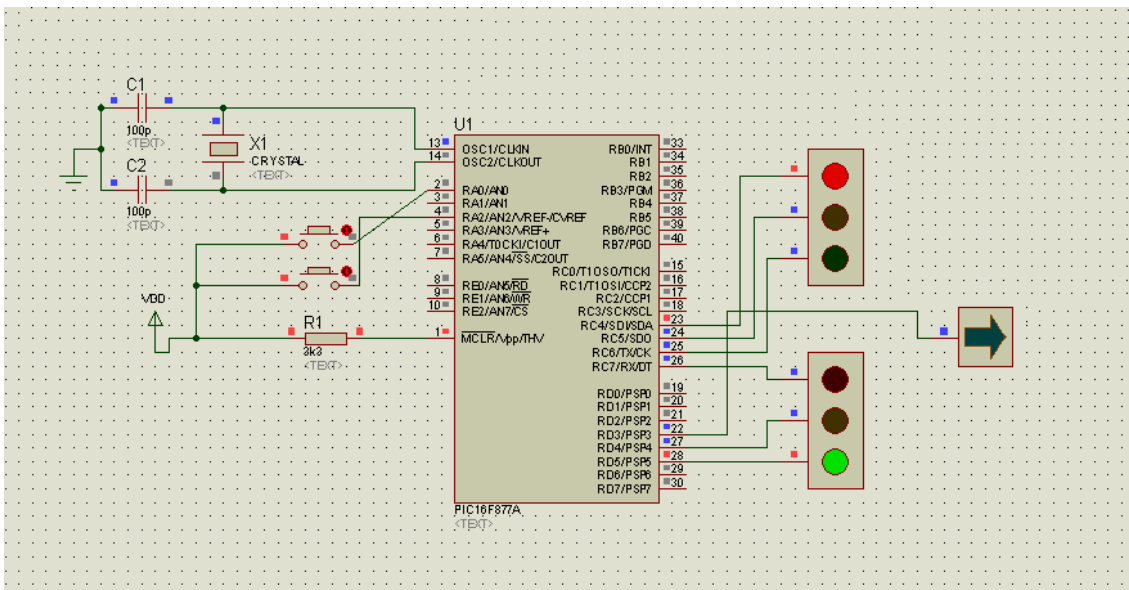 C1
100p
<TEXT>
X1
CRYSTAL
<TEXT>
C2
100p
<TEXT>
VDD
R1
3k3
<TEXT>
U1
13 OSC1/CLKIN
14 OSC2/CLKOUT
2 RA0/AN0
3 RA1/AN1
4 RA2/AN2/VREF-/CVREF
5 RA3/AN3/VREF+
6 RA4/T0CKI/C1OUT
7 RA5/AN4/SS/C2OUT
8 RE0/AN5/RD
9 RE1/AN6/WR
10 RE2/AN7/CS
1 MCLR/Vpp/THV
RB0/INT 33
RB1 34
RB2 35
RB3/PGM 36
RB4 37
RB5 38
RB6/PGC 39
RB7/PGD 40
RC0/T1OSO/T1CKI 15
RC1/T1OSI/CCP2 16
RC2/CCP1 17
RC3/SCK/SCL 18
RC4/SDI/SDA 23
RC5/SDO 24
RC6/TX/CK 25
RC7/RX/DT 26
RD0/PSP0 19
RD1/PSP1 20
RD2/PSP2 21
RD3/PSP3 22
RD4/PSP4 27
RD5/PSP5 28
RD6/PSP6 29
RD7/PSP7 30
PIC16F877A
<TEXT>